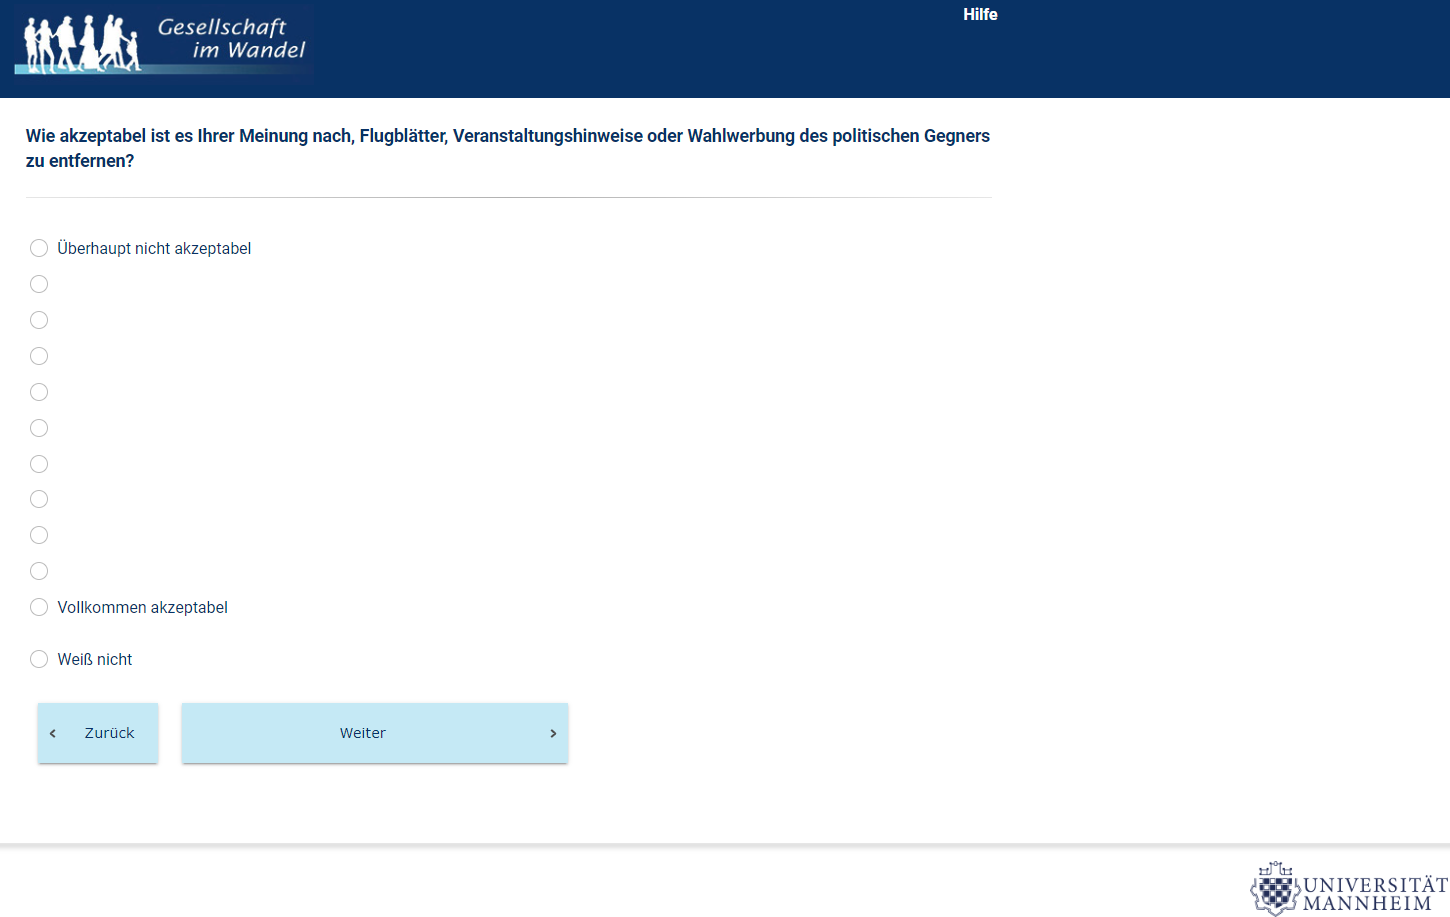 Gesellschaft
im Wandel
Hilfe
Wie akzeptabel ist es Ihrer Meinung nach, Flugblätter, Veranstaltungshinweise oder Wahlwerbung des politischen Gegners
zu entfernen?
Überhaupt nicht akzeptabel
Vollkommen akzeptabel
Weiß nicht
Zurück
Weiter
UNIVERSITÄT
MANNHEIM